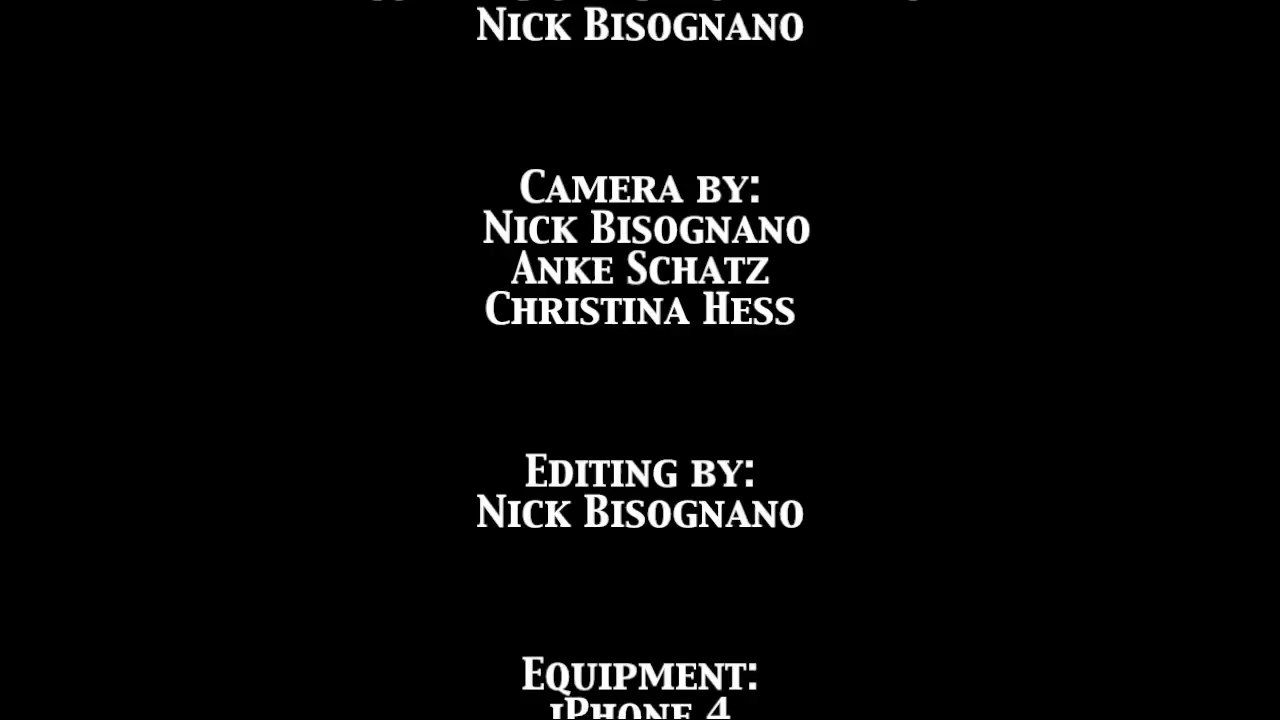 Nick Bisognano
Camera by:
Nick Bisognano
Anke Schatz
Christina Hess
Editing by:
Nick Bisognano
Equipment:
iPhone 4